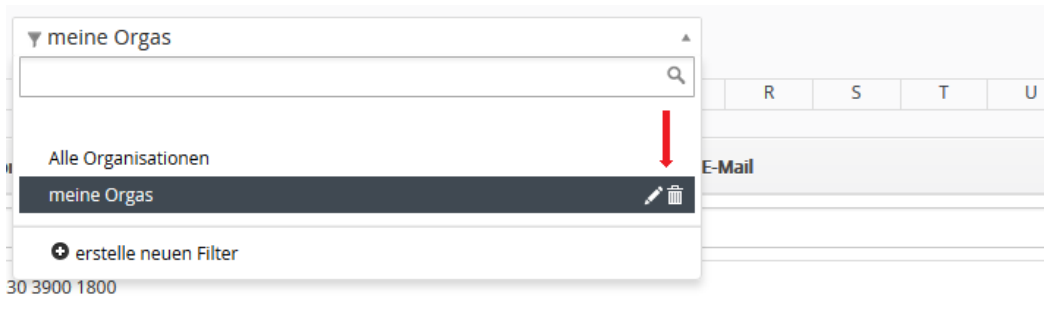 meine Orgas
R S T U
Alle Organisationen
E-Mail
meine Orgas
erstelle neuen Filter
30 3900 1800